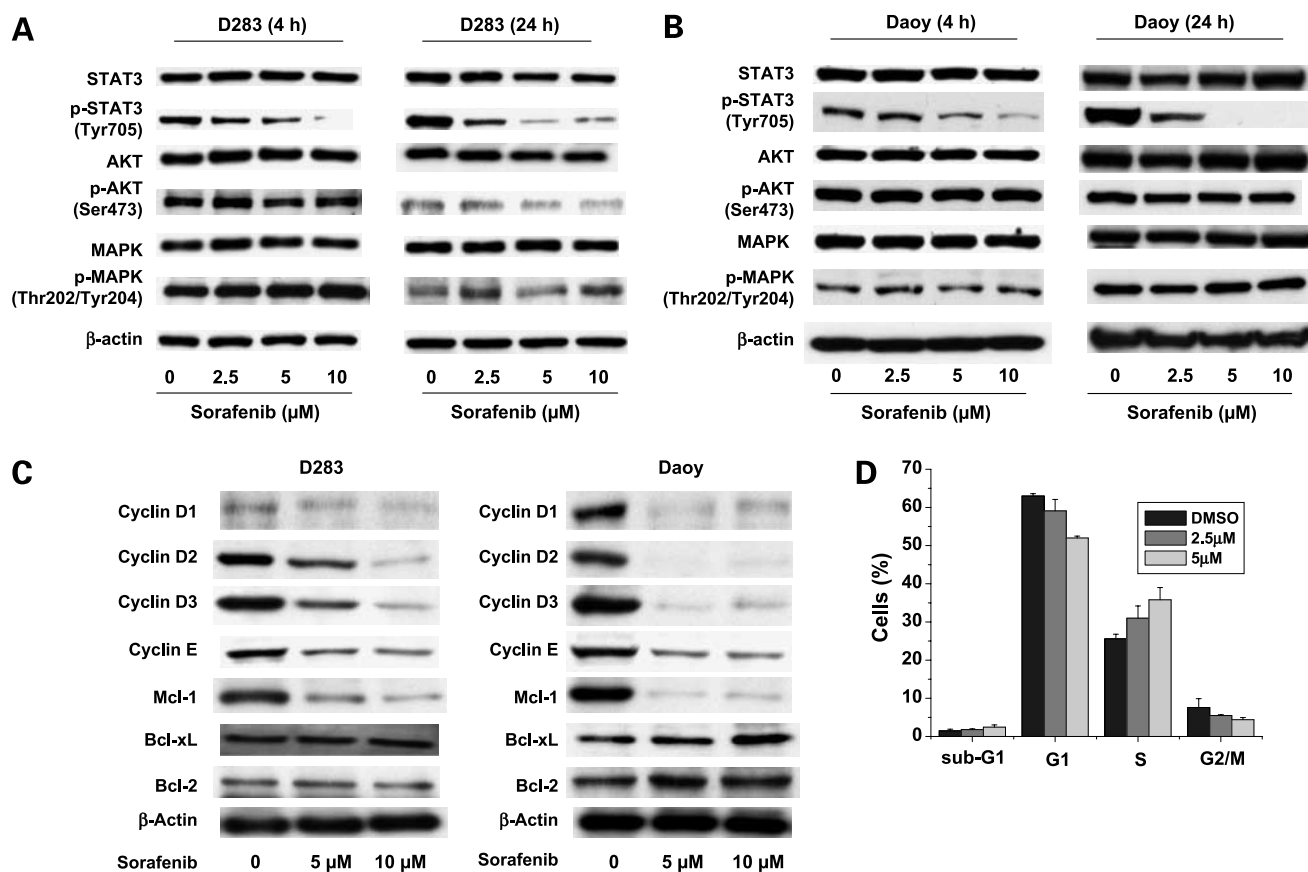 A
D283 (4 h)
D283 (24 h)
STAT3
p-STAT3
(Tyr705)
AKT
p-AKT
(Ser473)
MAPK
p-MAPK
(Thr202/Tyr204)
β-actin
0 2.5 5 10
0 2.5 5 10
Sorafenib (μM)
Sorafenib (μM)
B
Daoy (4 h)
Daoy (24 h)
STAT3
p-STAT3
(Tyr705)
AKT
p-AKT
(Ser473)
MAPK
p-MAPK
(Thr202/Tyr204)
β-actin
0 2.5 5 10
0 2.5 5 10
Sorafenib (μM)
Sorafenib (μM)
C
D283
Cyclin D1
Cyclin D2
Cyclin D3
Cyclin E
Mcl-1
Bcl-xL
Bcl-2
β-Actin
Sorafenib 0 5 μM 10 μM
Daoy
Cyclin D1
Cyclin D2
Cyclin D3
Cyclin E
Mcl-1
Bcl-xL
Bcl-2
β-Actin
Sorafenib 0 5 μM 10 μM
D
Cells (%)
70
60
50
40
30
20
10
0
DMSO
2.5μM
5μM
sub-G1 G1 S G2/M